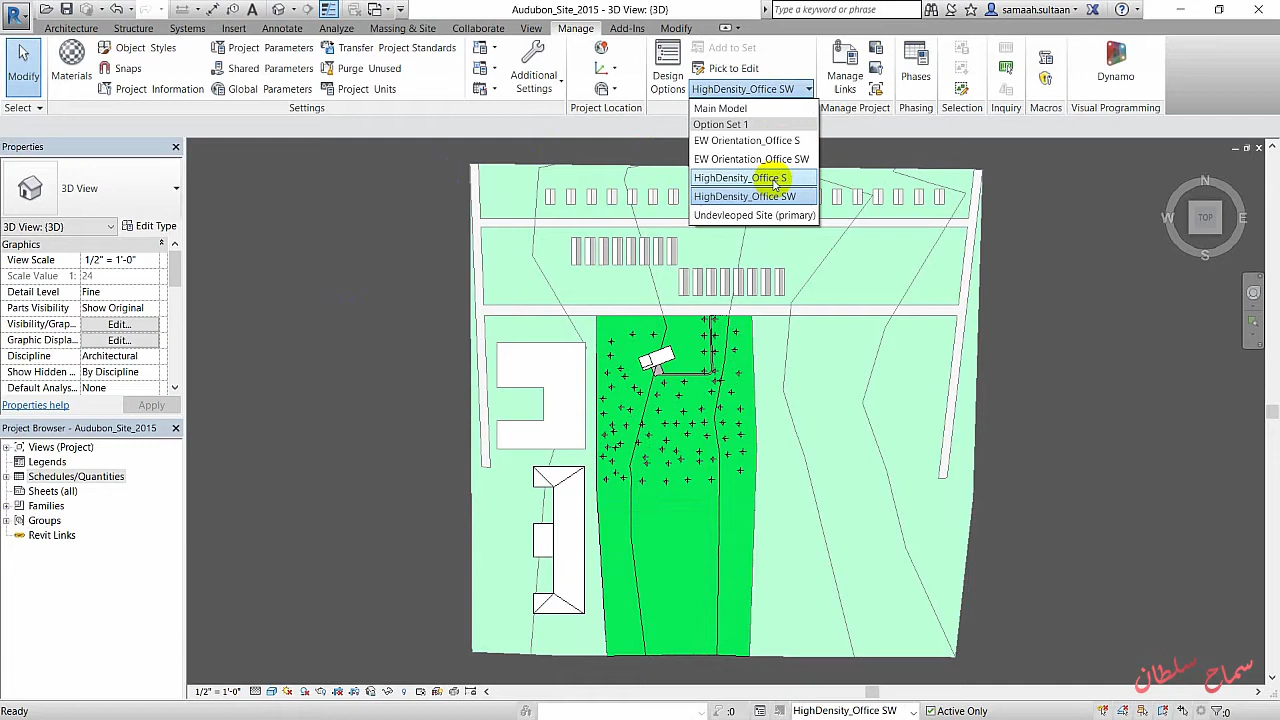 Audubon_Site_2015 - 3D View: {3D}
Type a keyword or phrase
samaah.sultaan
Architecture Structure Systems Insert Annotate Analyze Massing & Site Collaborate View Manage Add-Ins Modify
Modify
Materials
Object Styles
Snaps
Project Information
Project Parameters
Shared Parameters
Global Parameters
Transfer Project Standards
Purge Unused
Project Units
Additional
Settings
Design
Options
Add to Set
Pick to Edit
HighDensity_Office SW
Manage
Links
Phases
Dynamo
Select
Settings
Project Location
Manage Project
Phasing
Selection
Inquiry
Macros
Visual Programming
Main Model
Option Set 1
EW Orientation_Office S
EW Orientation_Office SW
HighDensity_Office S
HighDensity_Office SW
Undevleoped Site (primary)
Properties
3D View
3D View: {3D}
Edit Type
Graphics
View Scale 1/2" = 1'-0"
Scale Value 1: 24
Detail Level Fine
Parts Visibility Show Original
Visibility/Grap... Edit...
Graphic Displa... Edit...
Discipline Architectural
Show Hidden ... By Discipline
Default Analys... None
Properties help
Apply
Project Browser - Audubon_Site_2015
Views (Project)
Legends
Schedules/Quantities
Sheets (all)
Families
Groups
Revit Links
N
W
TOP
E
S
سماح سلطان
1/2" = 1'-0"
Ready
:0
HighDensity_Office SW
Active Only
:0